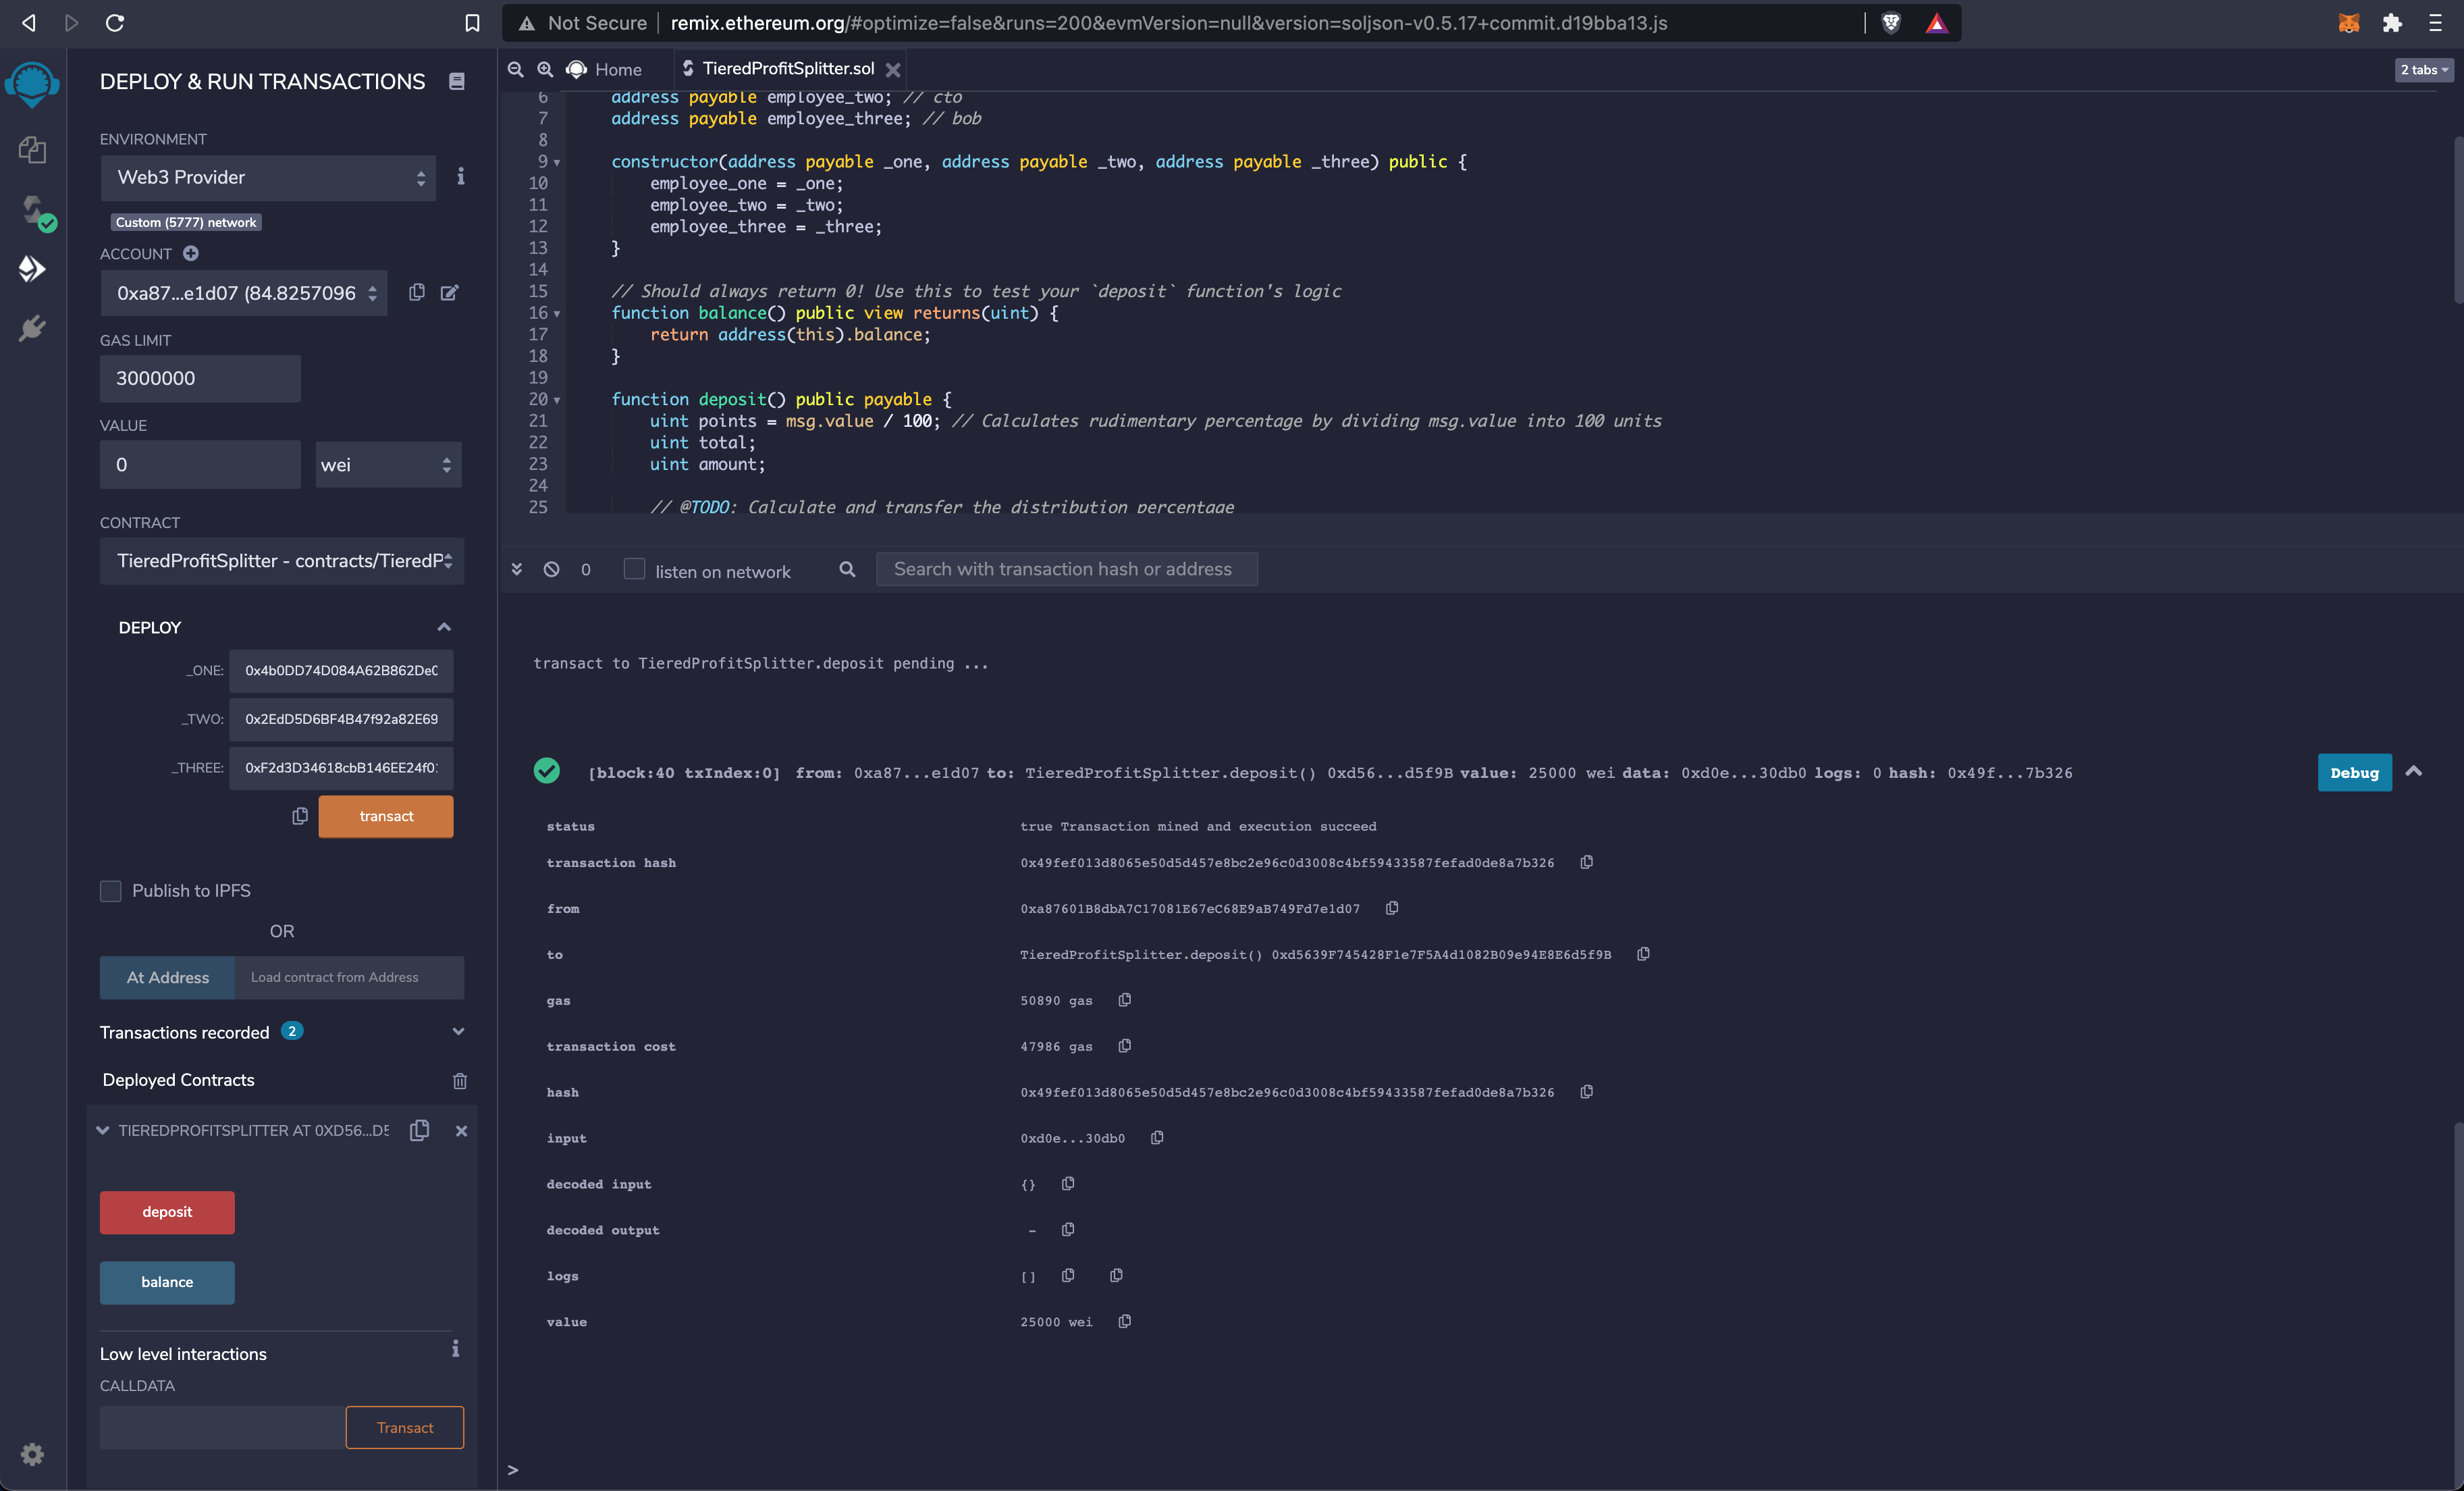 Not Secure | remix.ethereum.org/#optimize=false&runs=200&evmVersion=null&version=soljson-v0.5.17+commit.d19bba13.js
DEPLOY & RUN TRANSACTIONS
ENVIRONMENT
Web3 Provider
Custom (5777) network
ACCOUNT
0xa87...e1d07 (84.8257096
GAS LIMIT
3000000
VALUE
0
wei
CONTRACT
TieredProfitSplitter - contracts/TieredP
DEPLOY
_ONE: 0x4b0DD74D084A62B862De0
_TWO: 0x2EdD5D6BF4B47f92a82E69
_THREE: 0xF2d3D34618cbB146EE24f0
transact
Publish to IPFS
OR
At Address
Load contract from Address
Transactions recorded 2
Deployed Contracts
TIEREDPROFITSPLITTER AT 0XD56...D5
deposit
balance
Low level interactions
CALLDATA
Transact
Home
TieredProfitSplitter.sol
2 tabs
6 address payable employee_two; // cto
7 address payable employee_three; // bob
8
9 constructor(address payable _one, address payable _two, address payable _three) public {
10 employee_one = _one;
11 employee_two = _two;
12 employee_three = _three;
13 }
14
15 // Should always return 0! Use this to test your `deposit` function's logic
16 function balance() public view returns(uint) {
17 return address(this).balance;
18 }
19
20 function deposit() public payable {
21 uint points = msg.value / 100; // Calculates rudimentary percentage by dividing msg.value into 100 units
22 uint total;
23 uint amount;
24
25 // @TODO: Calculate and transfer the distribution percentage
0
listen on network
Search with transaction hash or address
transact to TieredProfitSplitter.deposit pending ...
[block:40 txIndex:0] from: 0xa87...e1d07 to: TieredProfitSplitter.deposit() 0xd56...d5f9B value: 25000 wei data: 0xd0e...30db0 logs: 0 hash: 0x49f...7b326
Debug
status true Transaction mined and execution succeed
transaction hash 0x49fef013d8065e50d5d457e8bc2e96c0d3008c4bf59433587fefad0de8a7b326
from 0xa87601B8dbA7C17081E67eC68E9aB749Fd7e1d07
to TieredProfitSplitter.deposit() 0xd5639F745428F1e7F5A4d1082B09e94E8E6d5f9B
gas 50890 gas
transaction cost 47986 gas
hash 0x49fef013d8065e50d5d457e8bc2e96c0d3008c4bf59433587fefad0de8a7b326
input 0xd0e...30db0
decoded input {}
decoded output -
logs []
value 25000 wei
>